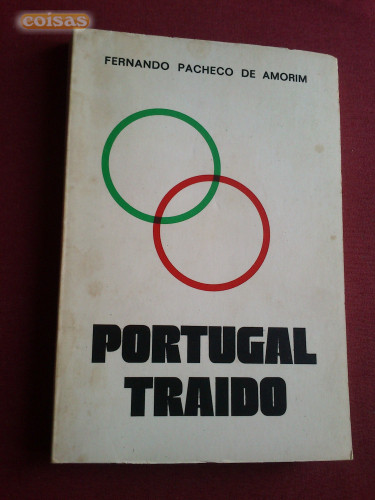 coisas
FERNANDO PACHECO DE AMORIM
PORTUGAL
TRAIDO